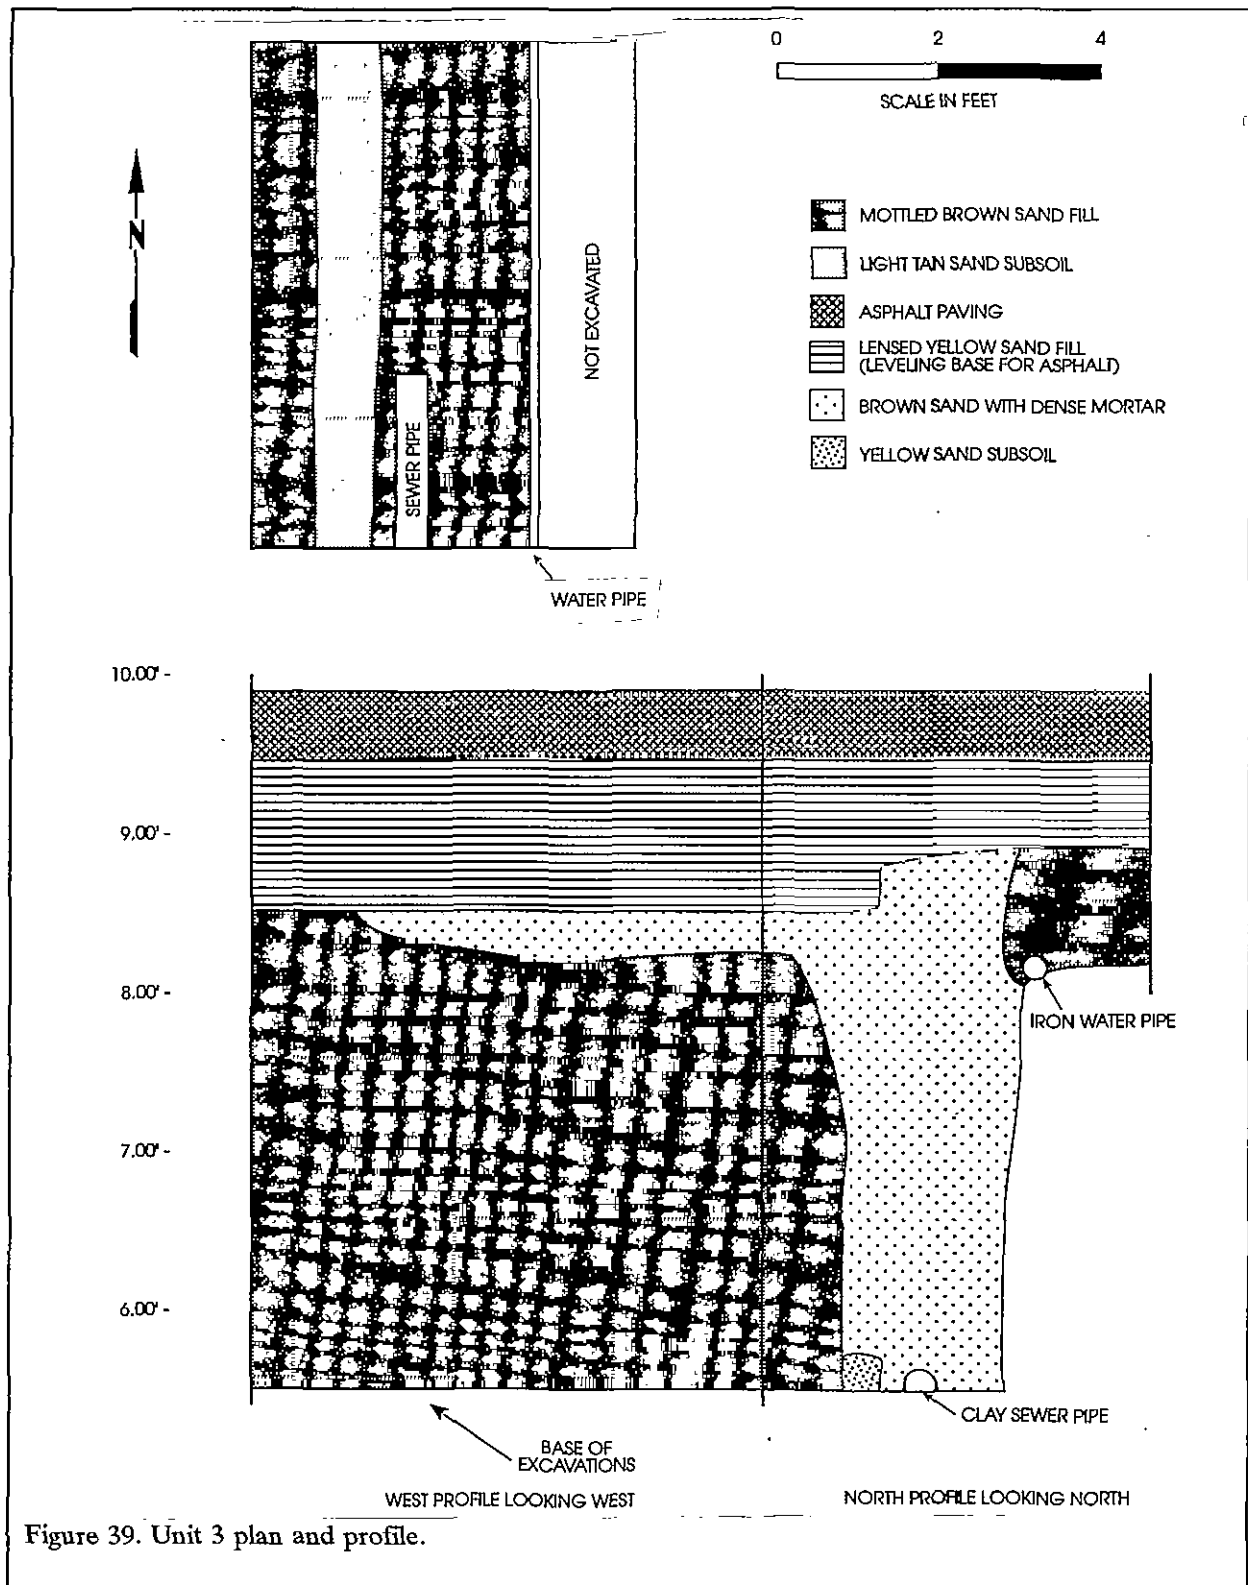 0 2 4
SCALE IN FEET
N
MOTTLED BROWN SAND FILL
LIGHT TAN SAND SUBSOIL
ASPHALT PAVING
LENSED YELLOW SAND FILL
(LEVELING BASE FOR ASPHALT)
BROWN SAND WITH DENSE MORTAR
YELLOW SAND SUBSOIL
NOT EXCAVATED
SEWER PIPE
WATER PIPE
10.00' -
9.00' -
8.00' -
7.00' -
6.00' -
IRON WATER PIPE
CLAY SEWER PIPE
BASE OF
EXCAVATIONS
WEST PROFILE LOOKING WEST
NORTH PROFILE LOOKING NORTH
Figure 39. Unit 3 plan and profile.